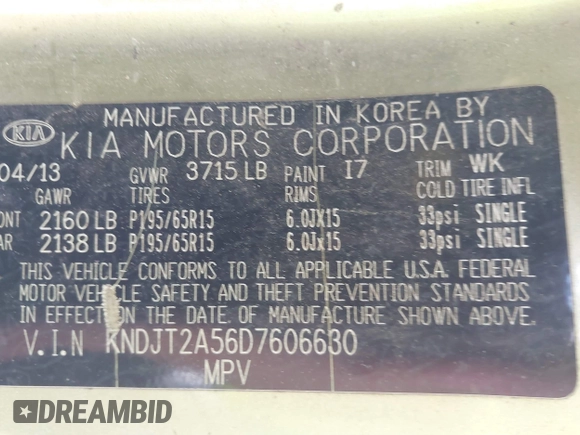 MANUFACTURED IN KOREA BY
KIA KIA MOTORS CORPORATION
04/13 GVWR 3715 LB PAINT I7 TRIM WK
GAWR TIRES RIMS COLD TIRE INFL
ONT 2160 LB P195/65R15 6.0JX15 33psi SINGLE
AR 2138 LB P195/65R15 6.0Jx15 33psi SINGLE
THIS VEHICLE CONFORMS TO ALL APPLICABLE U.S.A. FEDERAL
MOTOR VEHICLE SAFETY AND THEFT PREVENTION STANDARDS
IN EFFECT ON THE DATE OF MANUFACTURE SHOWN ABOVE.
V.I.N KNDJT2A56D7606630
MPV
DREAMBID